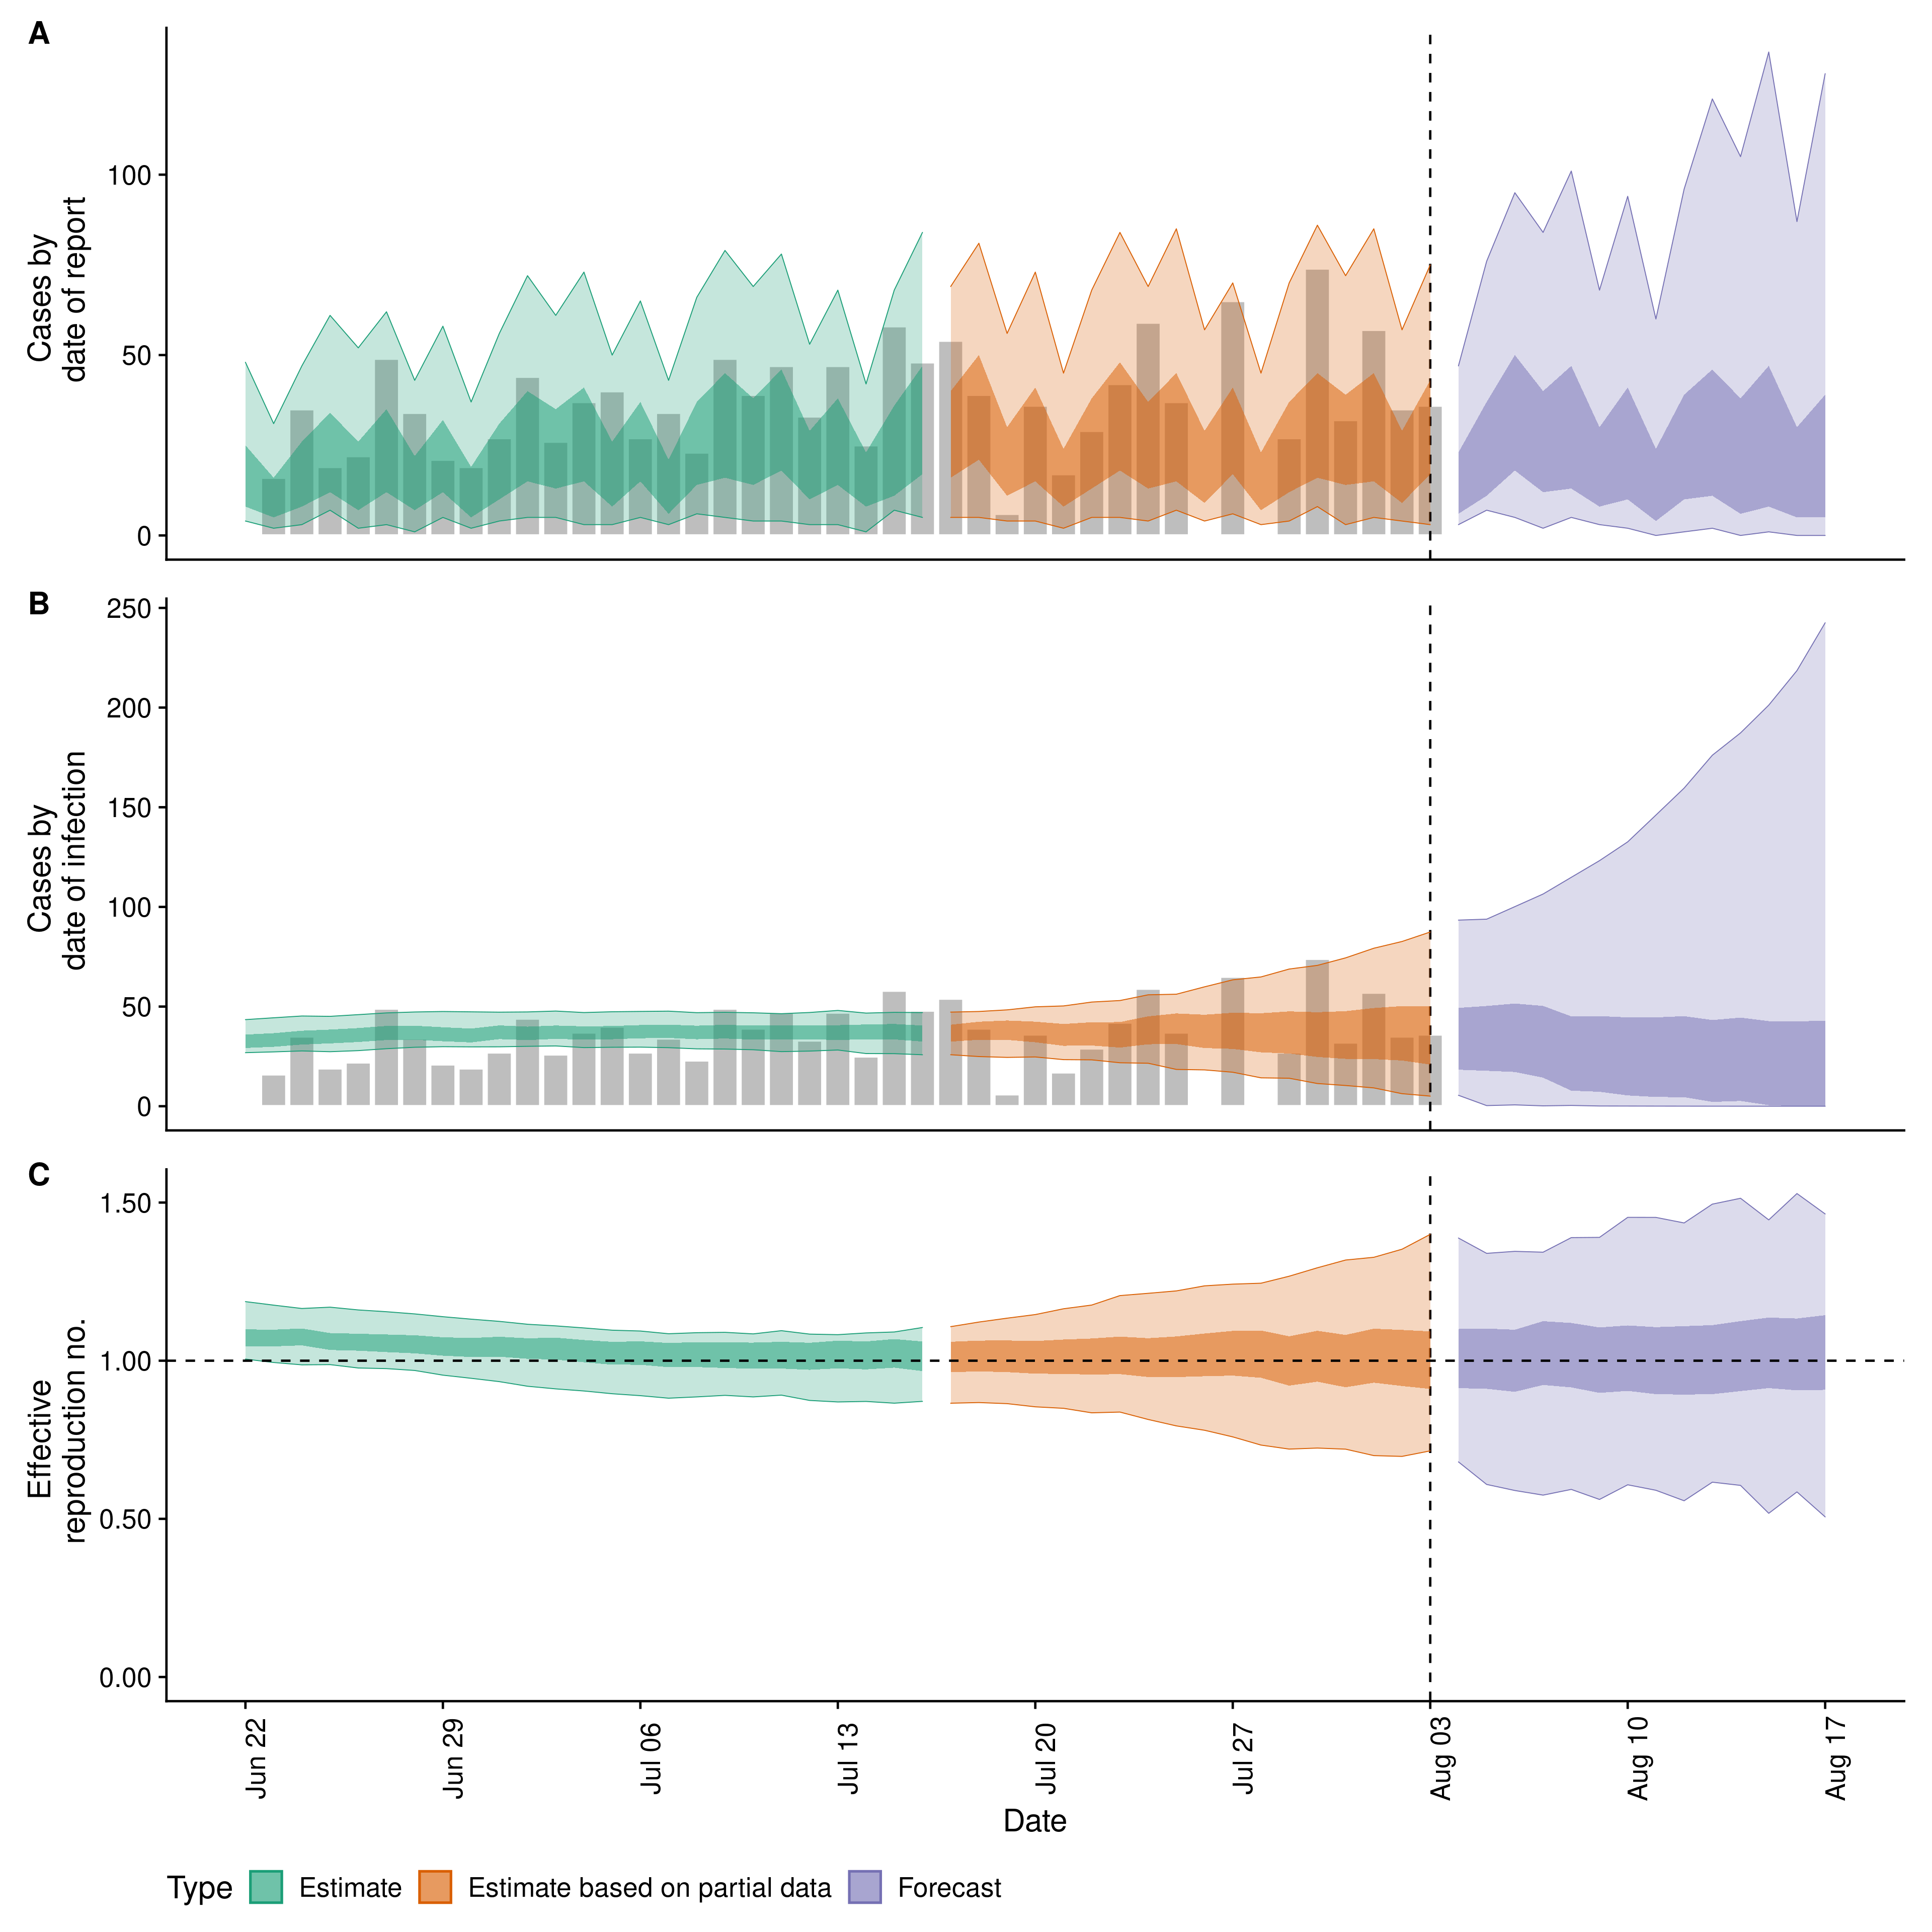 A
Cases by
date of report
100
50
0
B
Cases by
date of infection
250
200
150
100
50
0
C
Effective
reproduction no.
1.50
1.00
0.50
0.00
Jun 22
Jun 29
Jul 06
Jul 13
Jul 20
Jul 27
Aug 03
Aug 10
Aug 17
Date
Type Estimate Estimate based on partial data Forecast